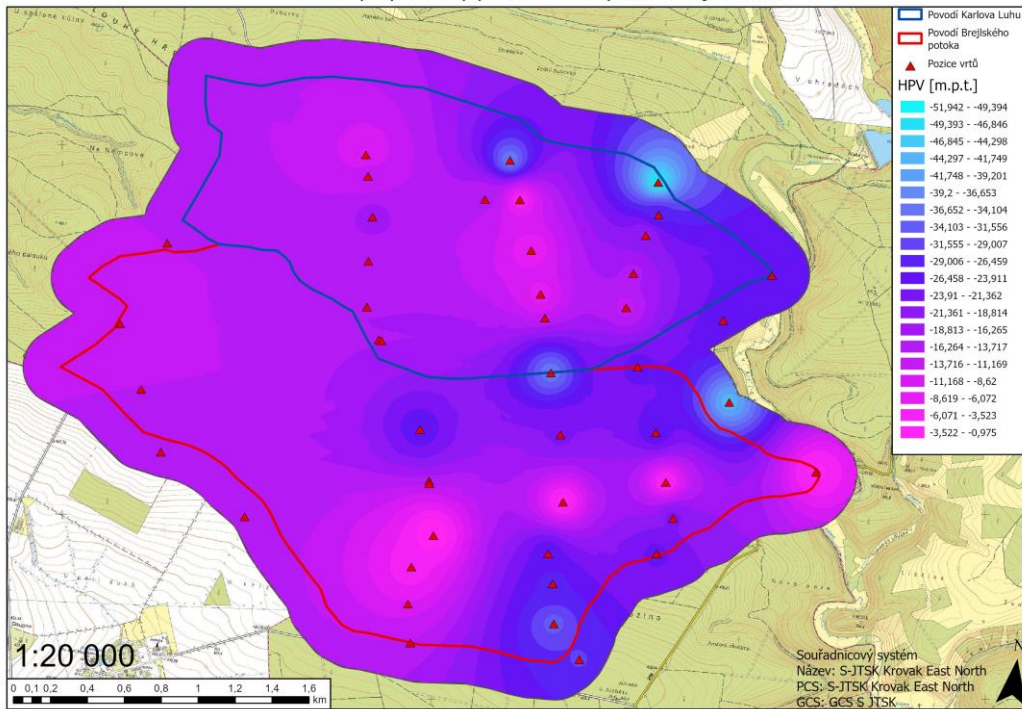 Povodí Karlova Luhu
Povodí Brejlského
potoka
Pozice vrtů
HPV [m.p.t.]
-51,942 - -49,394
-49,393 - -46,846
-46,845 - -44,298
-44,297 - -41,749
-41,748 - -39,201
-39,2 - -36,653
-36,652 - -34,104
-34,103 - -31,556
-31,555 - -29,007
-29,006 - -26,459
-26,458 - -23,911
-23,91 - -21,362
-21,361 - -18,814
-18,813 - -16,265
-16,264 - -13,717
-13,716 - -11,169
-11,168 - -8,62
-8,619 - -6,072
-6,071 - -3,523
-3,522 - -0,975
V ohradách
1:20 000
0 0,1 0,2 0,4 0,6 0,8 1 1,2 1,4 1,6
km
Souřadnicový systém
Název: S-JTSK Krovak East North
PCS: S-JTSK Krovak East North
GCS: GCS S JTSK
N